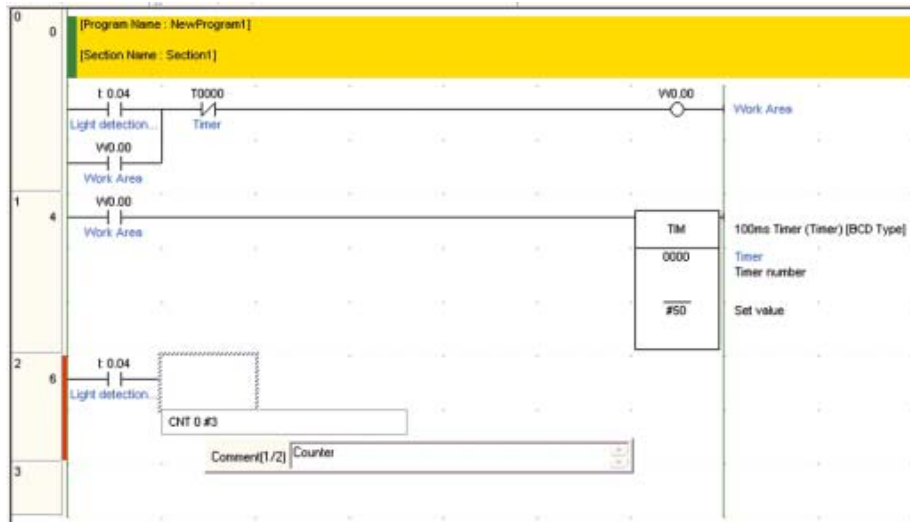 0
0
[Program Name : NewProgram1]
[Section Name : Section1]
I: 0.04
T0000
W0.00
Light detection...
Timer
Work Area
W0.00
Work Area
1
4
W0.00
Work Area
TIM
100ms Timer (Timer) [BCD Type]
0000
Timer
Timer number
#50
Set value
2
6
I: 0.04
Light detection...
CNT 0 #3
Comment(1/2)
Counter
3